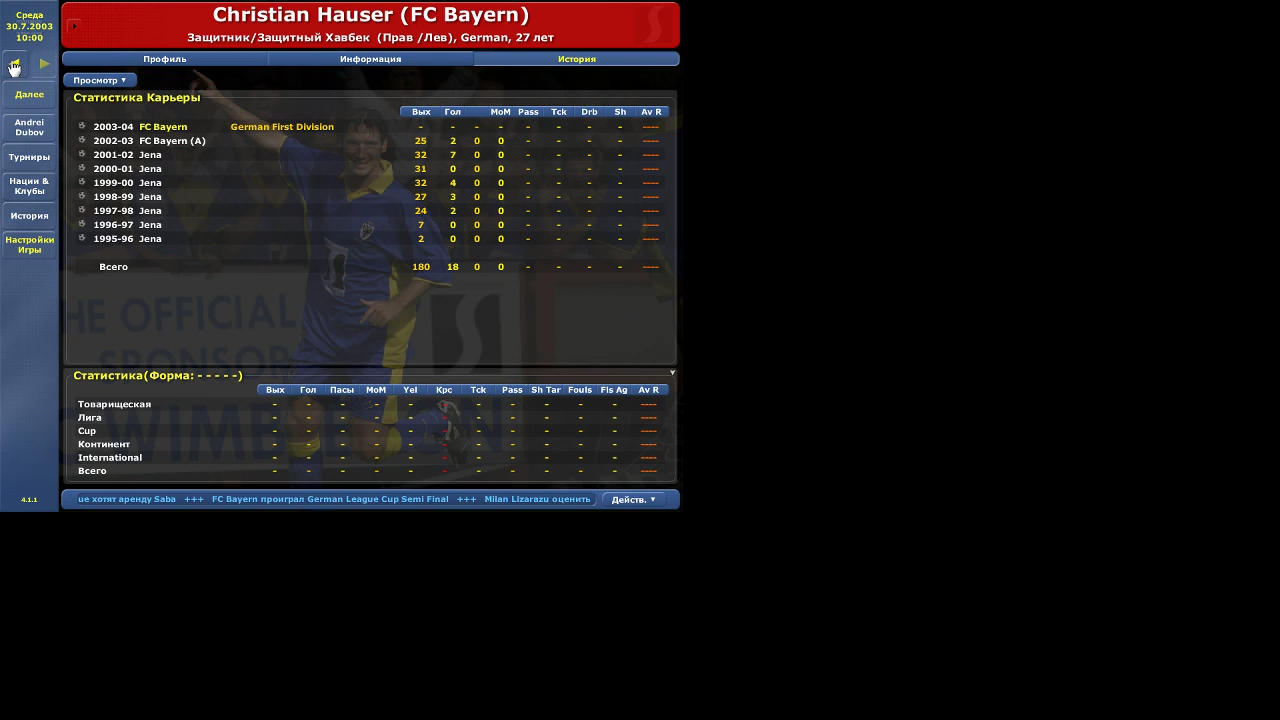 Среда
30.7.2003
10:00
Далее
Andrei
Dubov
Турниры
Нации &
Клубы
История
Настройки
Игры
4.1.1
Christian Hauser (FC Bayern)
Защитник/Защитный Хавбек (Прав /Лев), German, 27 лет
Профиль Информация История
Просмотр
Статистика Карьеры
Вых Гол MoM Pass Tck Drb Sh Av R
2003-04 FC Bayern German First Division - - - - - - - - ----
2002-03 FC Bayern (A) 25 2 0 0 - - - - ----
2001-02 Jena 32 7 0 0 - - - - ----
2000-01 Jena 31 0 0 0 - - - - ----
1999-00 Jena 32 4 0 0 - - - - ----
1998-99 Jena 27 3 0 0 - - - - ----
1997-98 Jena 24 2 0 0 - - - - ----
1996-97 Jena 7 0 0 0 - - - - ----
1995-96 Jena 2 0 0 0 - - - - ----
Всего 180 18 0 0 - - - - ----
HE OFFICIAL
SPONSOR
Статистика(Форма: - - - - -)
Вых Гол Пасы MoM Yel Крс Tck Pass Sh Tar Fouls Fls Ag Av R
Товарищеская - - - - - - - - - - - ----
Лига - - - - - - - - - - - ----
Cup - - - - - - - - - - - ----
Континент - - - - - - - - - - - ----
International - - - - - - - - - - - ----
Всего - - - - - - - - - - - ----
ue хотят аренду Saba +++ FC Bayern проиграл German League Cup Semi Final +++ Milan Lizarazu оценить
Действ.